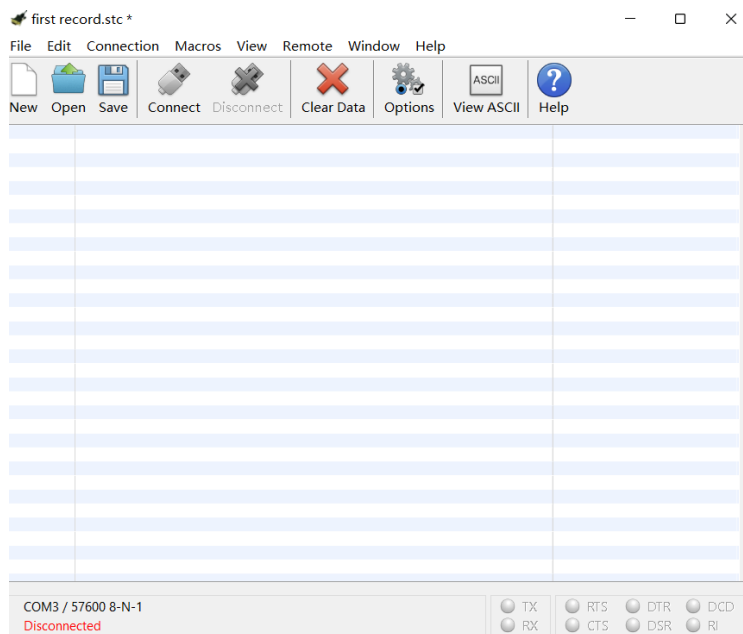 first record.stc *
File Edit Connection Macros View Remote Window Help
ASCII
New Open Save Connect Disconnect Clear Data Options View ASCII Help
COM3 / 57600 8-N-1
TX RTS DTR DCD
Disconnected
RX CTS DSR RI